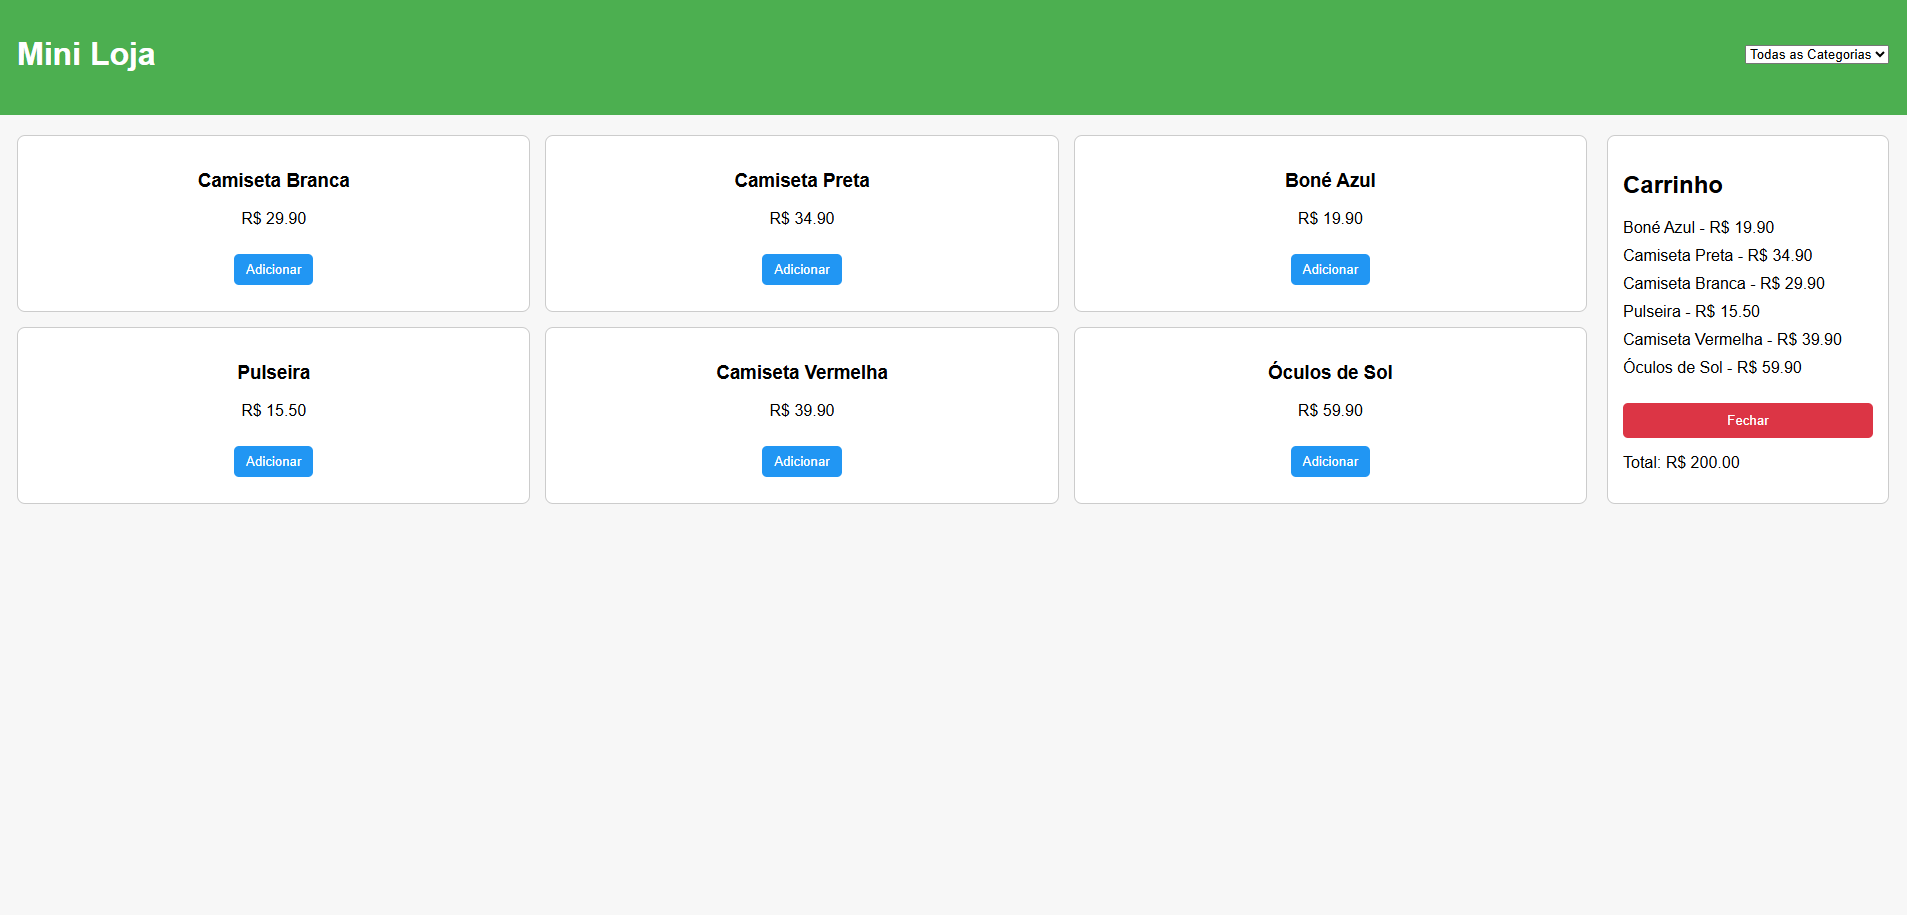 Mini Loja
Todas as Categorias
Camiseta Branca
R$ 29.90
Adicionar
Camiseta Preta
R$ 34.90
Adicionar
Boné Azul
R$ 19.90
Adicionar
Pulseira
R$ 15.50
Adicionar
Camiseta Vermelha
R$ 39.90
Adicionar
Óculos de Sol
R$ 59.90
Adicionar
Carrinho
Boné Azul - R$ 19.90
Camiseta Preta - R$ 34.90
Camiseta Branca - R$ 29.90
Pulseira - R$ 15.50
Camiseta Vermelha - R$ 39.90
Óculos de Sol - R$ 59.90
Fechar
Total: R$ 200.00